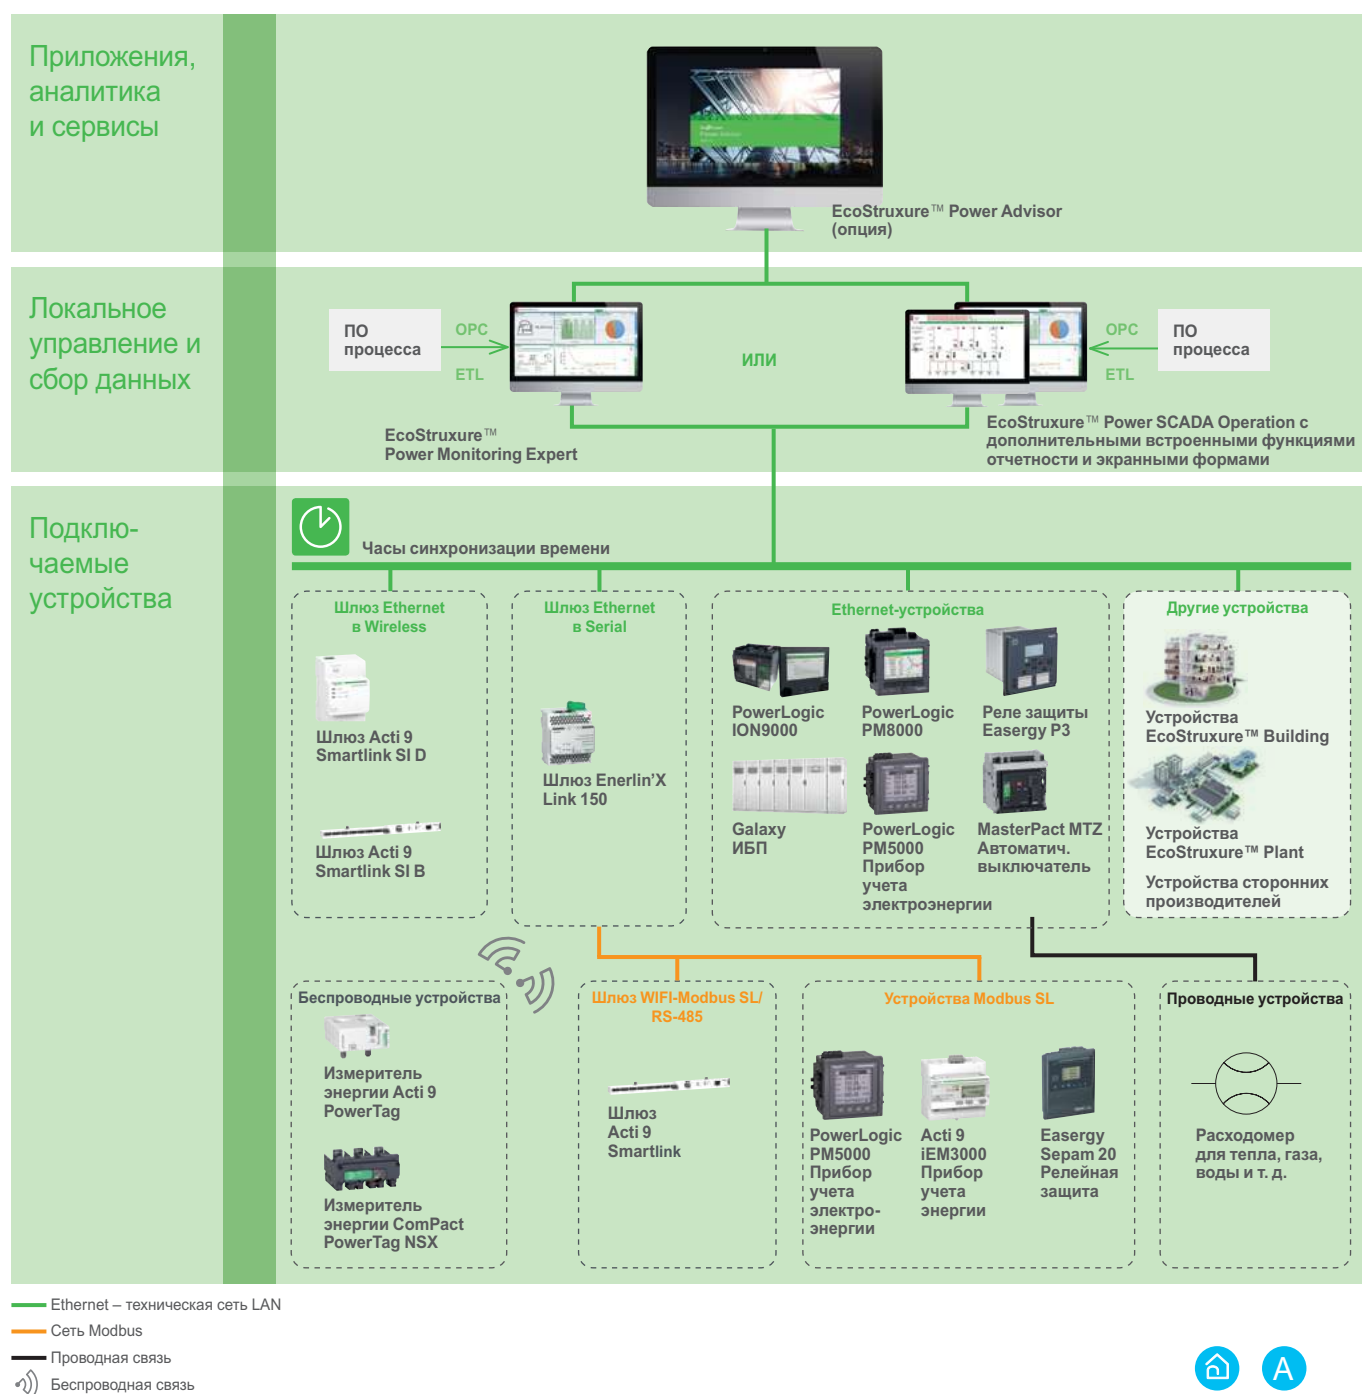 Приложения,
аналитика
и сервисы
EcoStruxure™ Power Advisor
(опция)
Локальное
управление и
сбор данных
ПО
процесса
OPC
ETL
ИЛИ
OPC
ETL
ПО
процесса
EcoStruxure™
Power Monitoring Expert
EcoStruxure™ Power SCADA Operation с
дополнительными встроенными функциями
отчетности и экранными формами
Подклю-
чаемые
устройства
Часы синхронизации времени
Шлюз Ethernet
в Wireless
Шлюз Acti 9
Smartlink SI D
Шлюз Acti 9
Smartlink SI B
Шлюз Ethernet
в Serial
Шлюз Enerlin’X
Link 150
Ethernet-устройства
PowerLogic
ION9000
PowerLogic
PM8000
Реле защиты
Easergy P3
Galaxy
ИБП
PowerLogic
PM5000
Прибор
учета
электроэнергии
MasterPact MTZ
Автоматич.
выключатель
Другие устройства
Устройства
EcoStruxure™ Building
Устройства
EcoStruxure™ Plant
Устройства сторонних
производителей
Беспроводные устройства
Измеритель
энергии Acti 9
PowerTag
Измеритель
энергии ComPact
PowerTag NSX
Шлюз WIFI-Modbus SL/
RS-485
Шлюз
Acti 9
Smartlink
Устройства Modbus SL
PowerLogic
PM5000
Прибор
учета
электро-
энергии
Acti 9
iEM3000
Прибор
учета
энергии
Easergy
Sepam 20
Релейная
защита
Проводные устройства
Расходомер
для тепла, газа,
воды и т. д.
Ethernet – техническая сеть LAN
Сеть Modbus
Проводная связь
Беспроводная связь
A